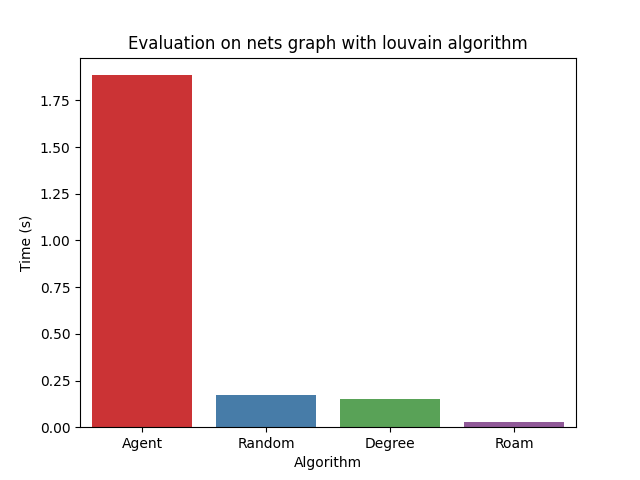 Evaluation on nets graph with louvain algorithm
1.75
1.50
1.25
1.00
0.75
0.50
0.25
0.00
Time (s)
Agent Random Degree Roam
Algorithm